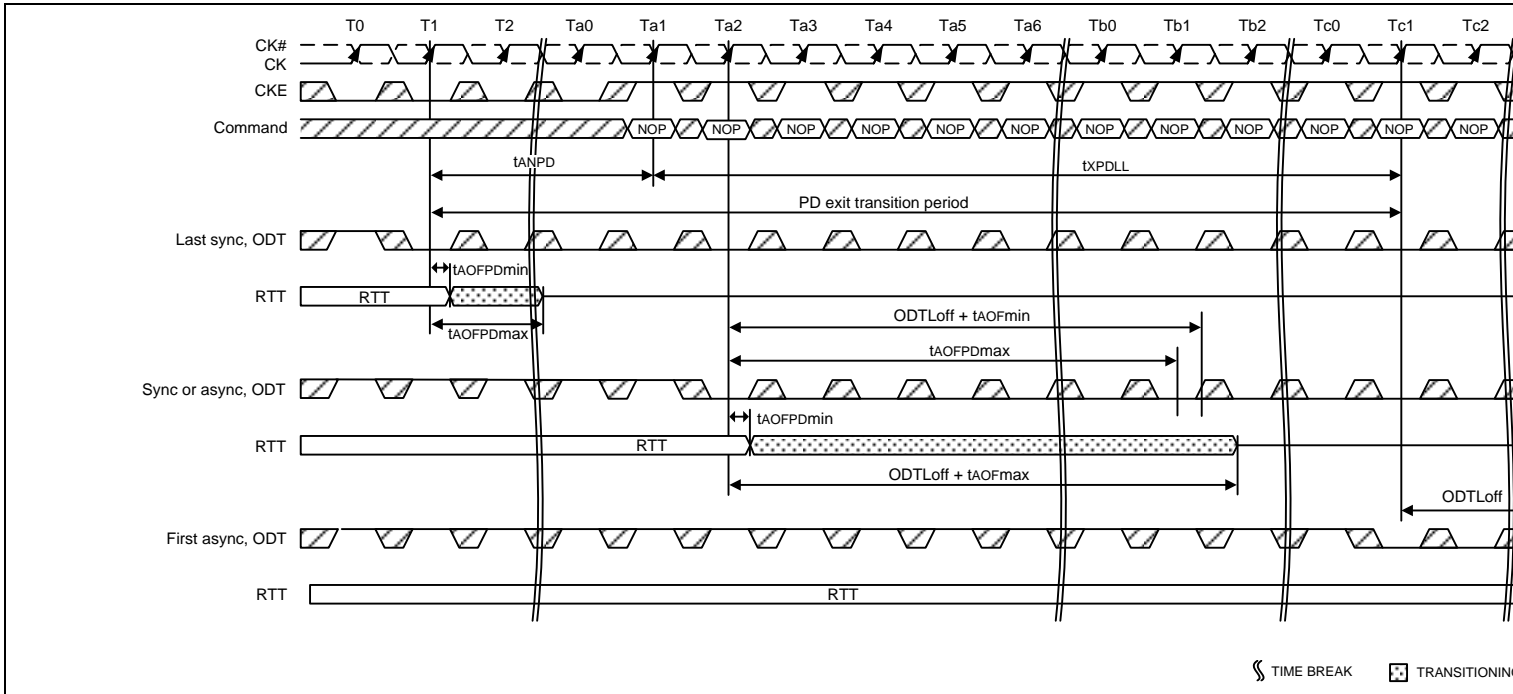 T0 T1 T2 Ta0 Ta1 Ta2 Ta3 Ta4 Ta5 Ta6 Tb0 Tb1 Tb2 Tc0 Tc1 Tc2
CK#
CK
CKE
Command NOP NOP NOP NOP NOP NOP NOP NOP NOP NOP NOP NOP
tANPD tXPDLL
PD exit transition period
Last sync, ODT
tAOFPDmin
RTT RTT
tAOFPDmax
ODTLoff + tAOFmin
tAOFPDmax
Sync or async, ODT
tAOFPDmin
RTT RTT
ODTLoff + tAOFmax
ODTLoff
First async, ODT
RTT RTT
TIME BREAK TRANSITIONING